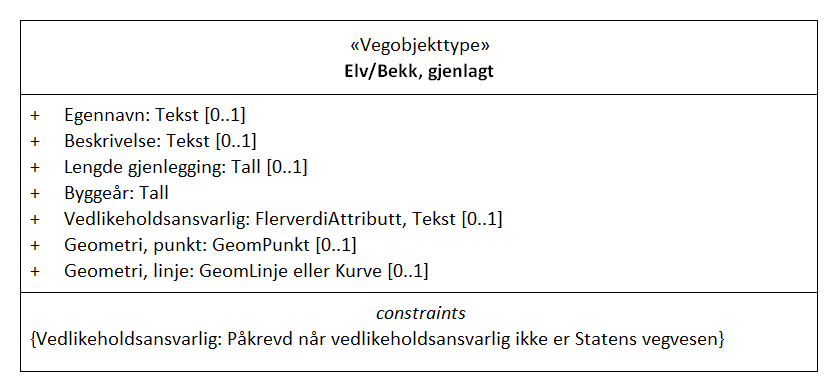 «Vegobjekttype»
Elv/Bekk, gjenlagt
+ Egennavn: Tekst [0..1]
+ Beskrivelse: Tekst [0..1]
+ Lengde gjenlegging: Tall [0..1]
+ Byggeår: Tall
+ Vedlikeholdsansvarlig: FlerverdiAttributt, Tekst [0..1]
+ Geometri, punkt: GeomPunkt [0..1]
+ Geometri, linje: GeomLinje eller Kurve [0..1]
constraints
{Vedlikeholdsansvarlig: Påkrevd når vedlikeholdsansvarlig ikke er Statens vegvesen}